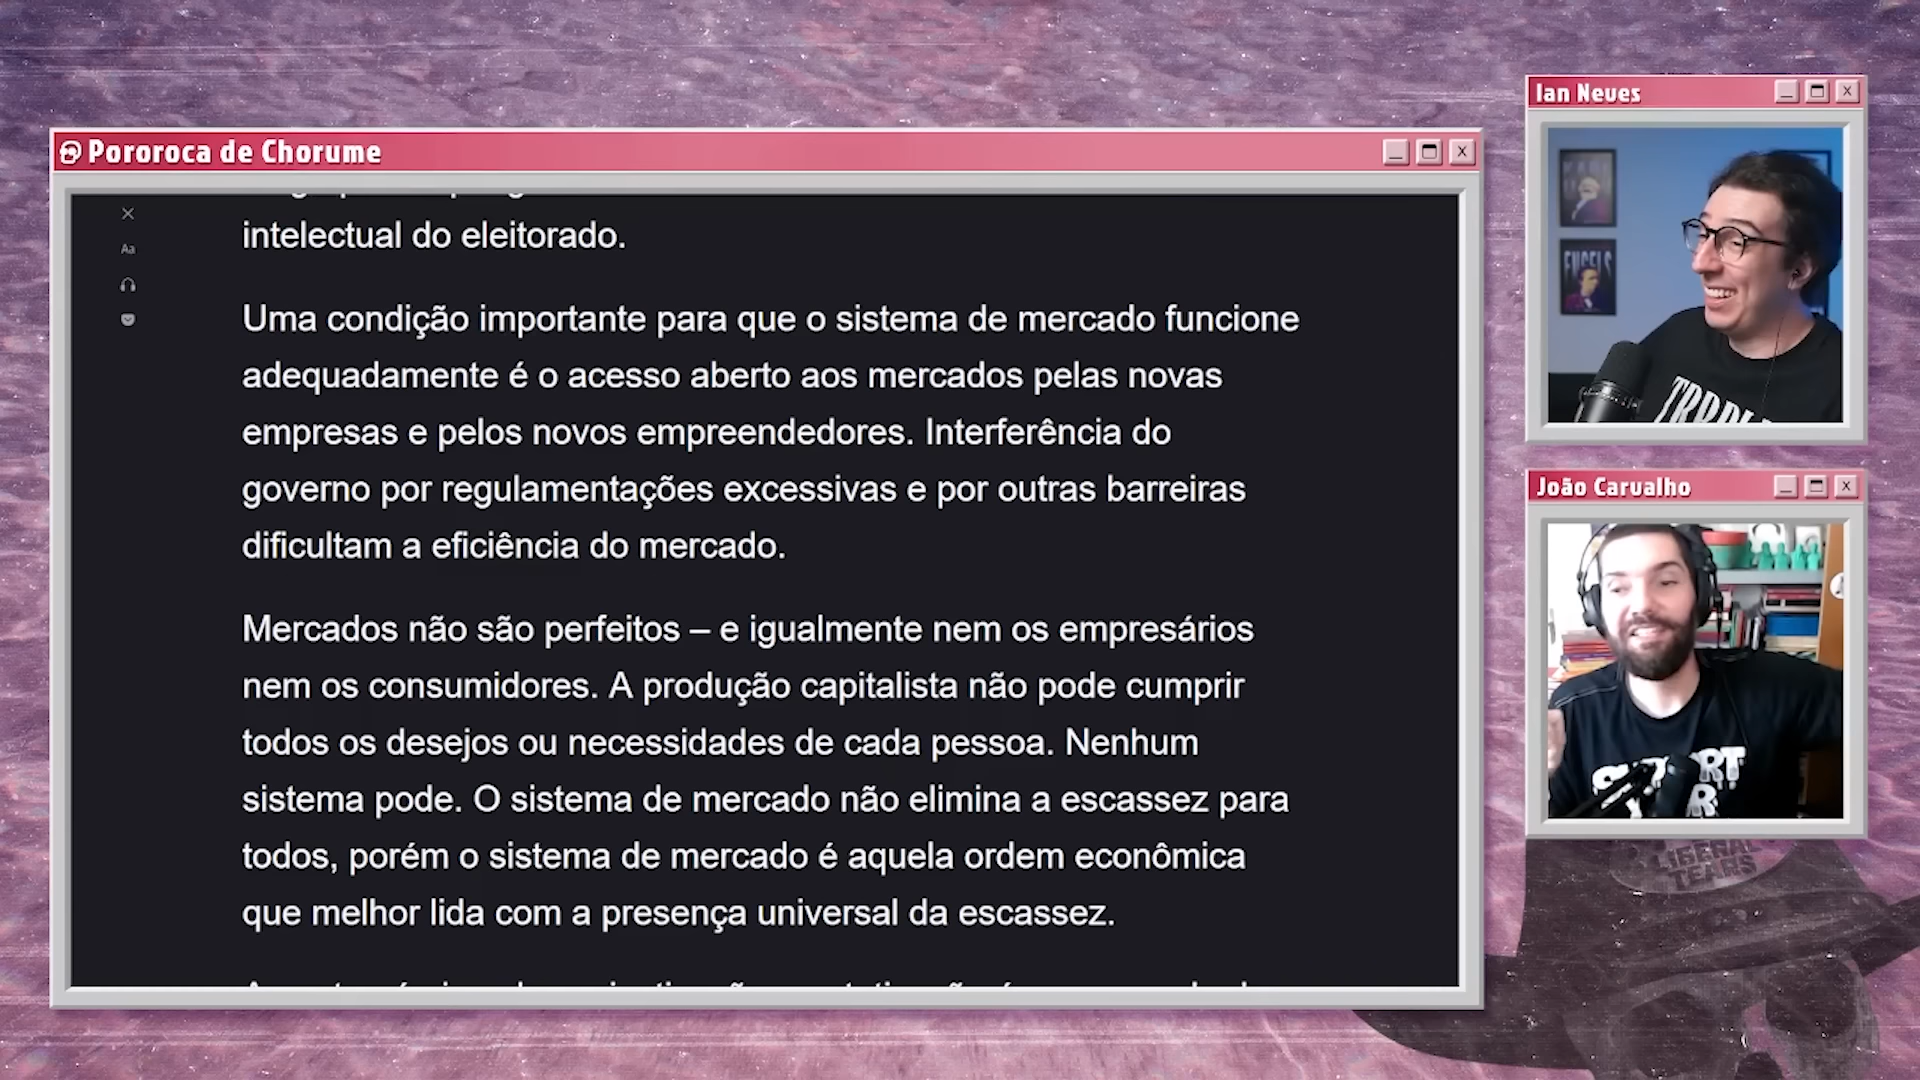 Pororoca de Chorume
intelectual do eleitorado.
Uma condição importante para que o sistema de mercado funcione
adequadamente é o acesso aberto aos mercados pelas novas
empresas e pelos novos empreendedores. Interferência do
governo por regulamentações excessivas e por outras barreiras
dificultam a eficiência do mercado.
Mercados não são perfeitos – e igualmente nem os empresários
nem os consumidores. A produção capitalista não pode cumprir
todos os desejos ou necessidades de cada pessoa. Nenhum
sistema pode. O sistema de mercado não elimina a escassez para
todos, porém o sistema de mercado é aquela ordem econômica
que melhor lida com a presença universal da escassez.
Aa
Ian Neves
ENGELS
João Carvalho
LIBERAL
TEARS